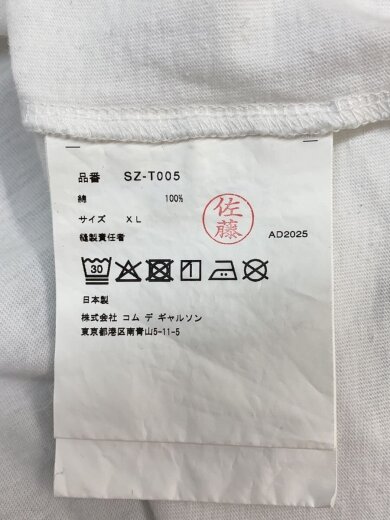 品番 SZ-T005
綿 100%
サイズ XL
佐藤
縫製責任者 AD2025
30
日本製
株式会社 コム デ ギャルソン
東京都港区南青山5-11-5